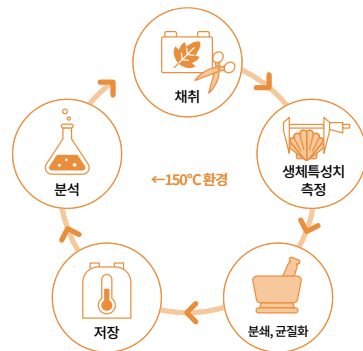 채취
생체특성치
측정
분쇄, 균질화
저장
분석
←150℃ 환경